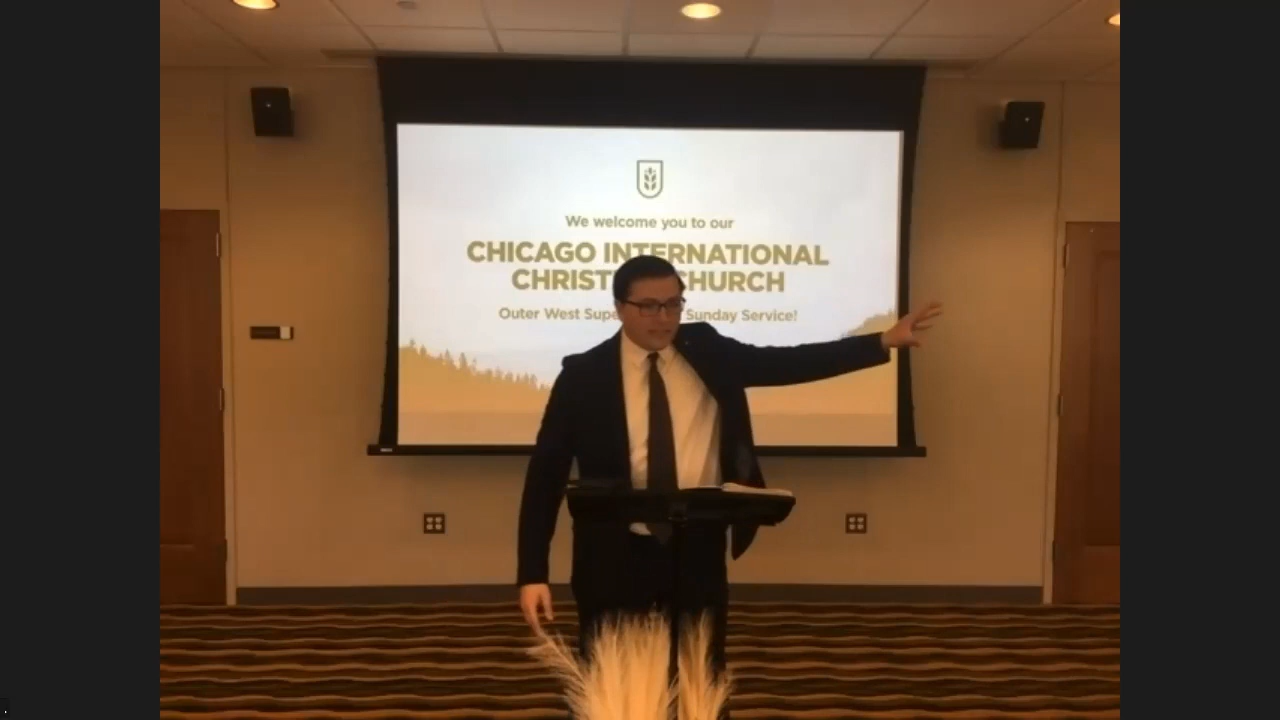 We welcome you to our
CHICAGO INTERNATIONAL
CHRIST CHURCH
Outer West Supe Sunday Service!